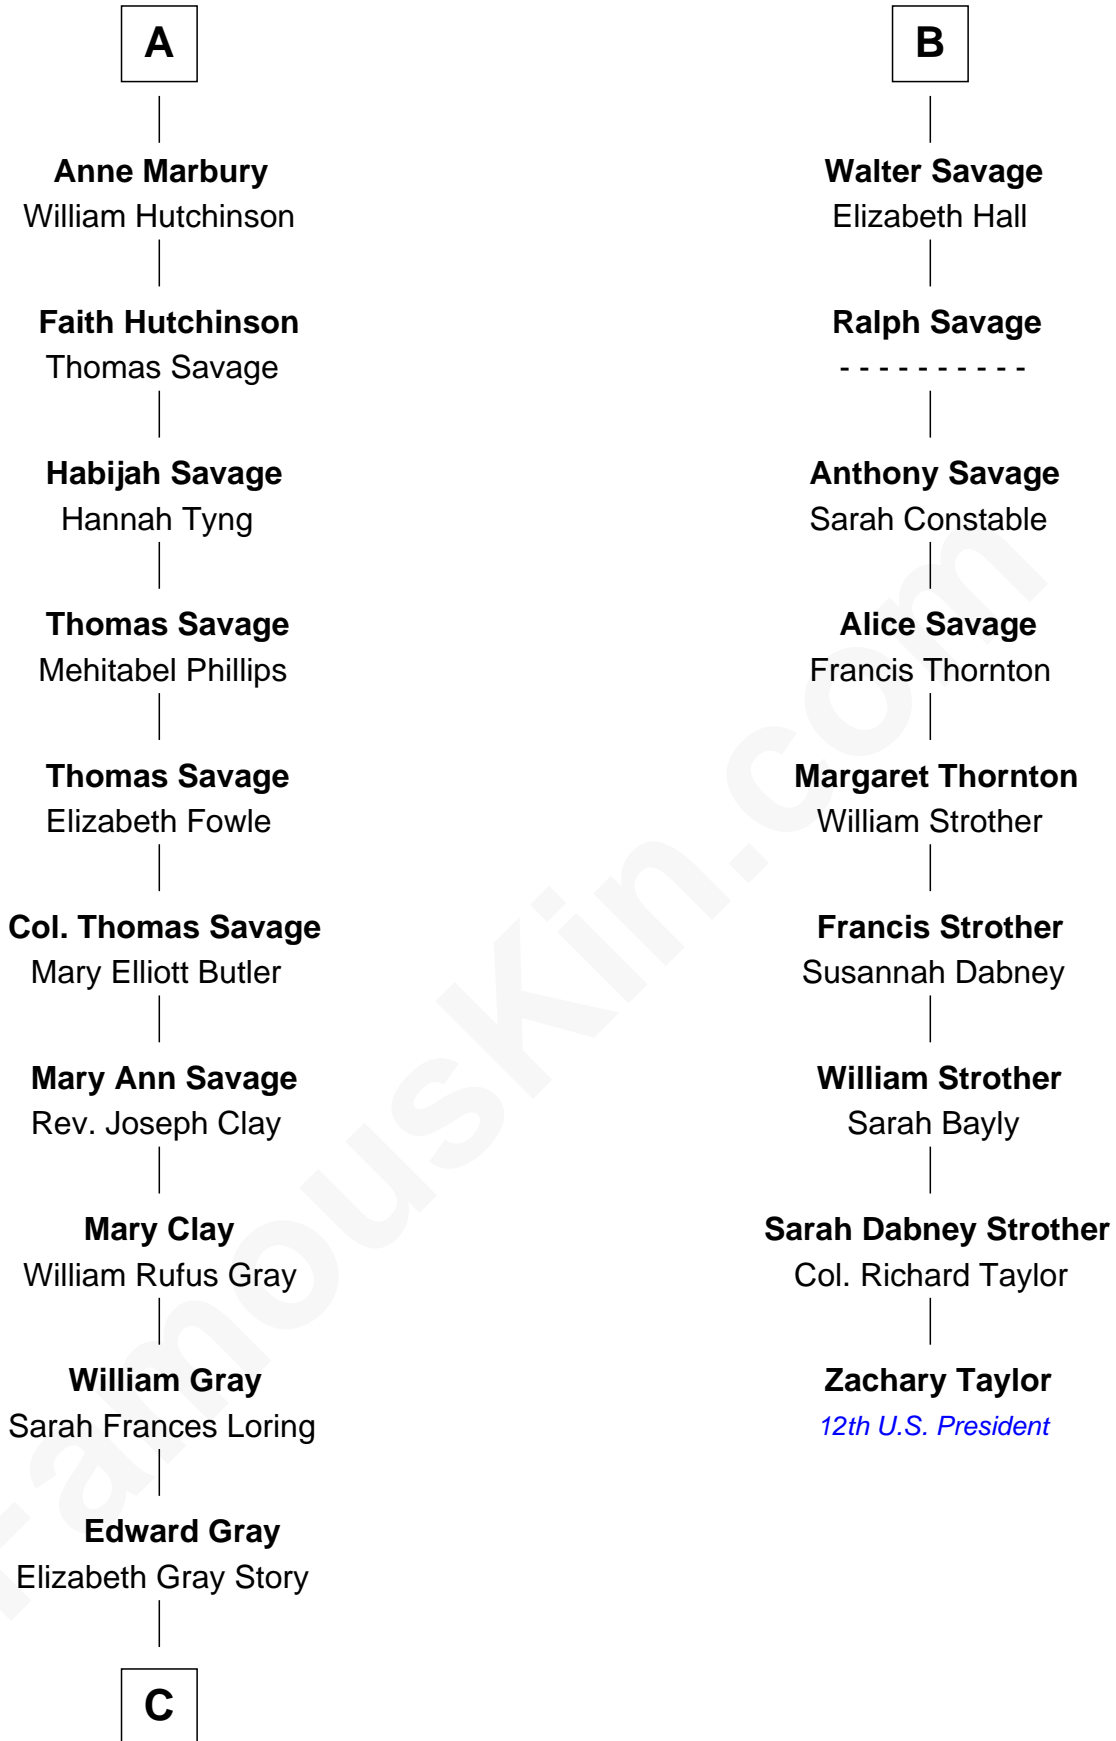 A
Anne Marbury
William Hutchinson
Faith Hutchinson
Thomas Savage
Habijah Savage
Hannah Tyng
Thomas Savage
Mehitabel Phillips
Thomas Savage
Elizabeth Fowle
Col. Thomas Savage
Mary Elliott Butler
Mary Ann Savage
Rev. Joseph Clay
Mary Clay
William Rufus Gray
William Gray
Sarah Frances Loring
Edward Gray
Elizabeth Gray Story
C
B
Walter Savage
Elizabeth Hall
Ralph Savage
- - - - - - - - - -
Anthony Savage
Sarah Constable
Alice Savage
Francis Thornton
Margaret Thornton
William Strother
Francis Strother
Susannah Dabney
William Strother
Sarah Bayly
Sarah Dabney Strother
Col. Richard Taylor
Zachary Taylor
12th U.S. President
FamousKin.com